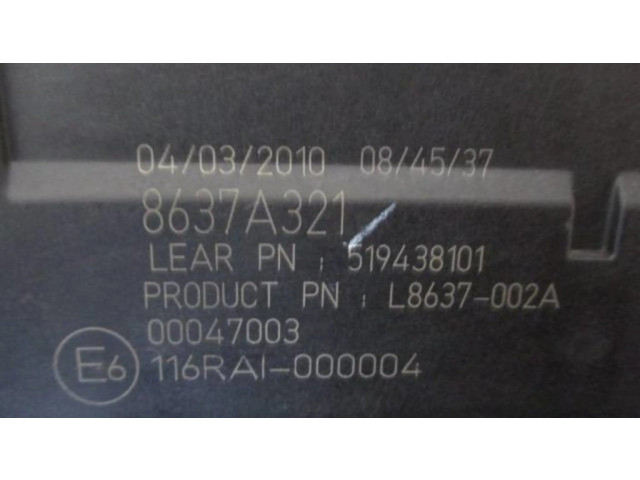 04/03/2010 08/45/37
8637A321
LEAR PN : 519438101
PRODUCT PN : L8637-002A
00047003
E6 116RAI-000004